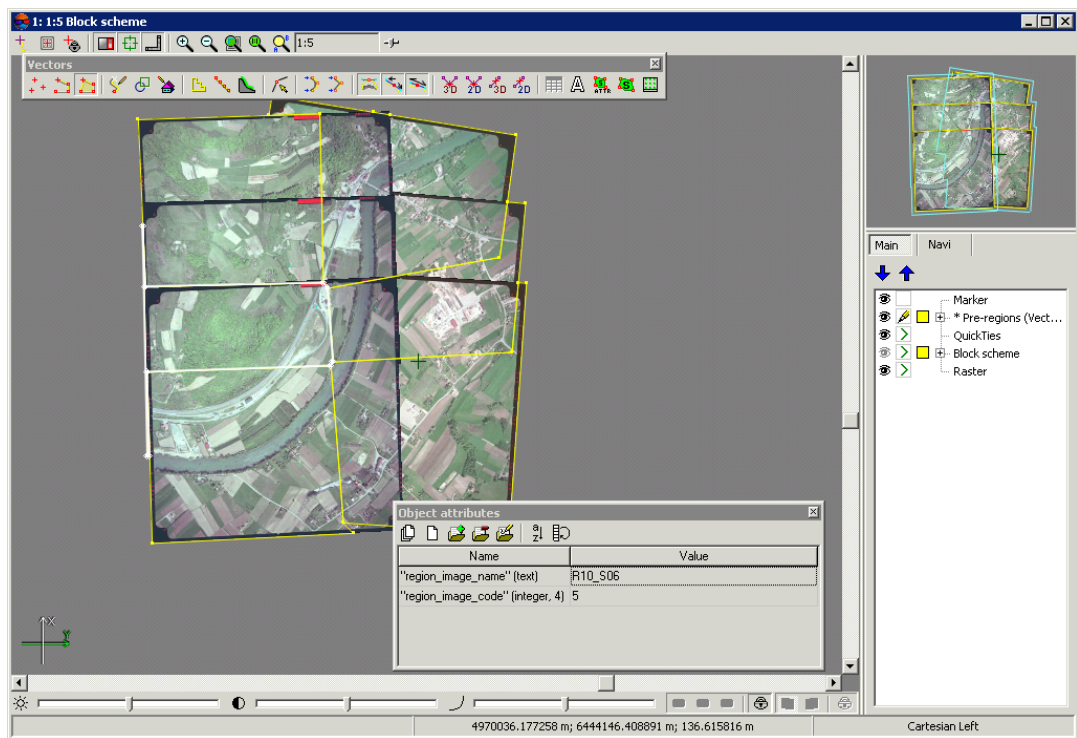 1: 1:5 Block scheme
1:5
Vectors
3D 2D 3D 2D A ATTR S
Main Navi
Marker
* Pre-regions (Vect...
QuickTies
Block scheme
Raster
Object attributes
Name Value
"region_image_name" (text) R10_S06
"region_image_code" (integer, 4) 5
X
Y
4970036.177258 m; 6444146.408891 m; 136.615816 m Cartesian Left